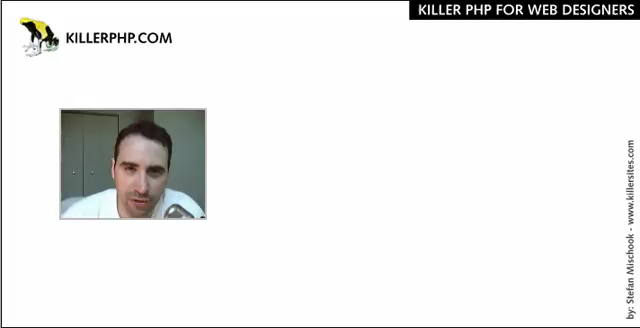 KILLER PHP FOR WEB DESIGNERS
KILLERPHP.COM
by: Stefan Mischook - www.killersites.com